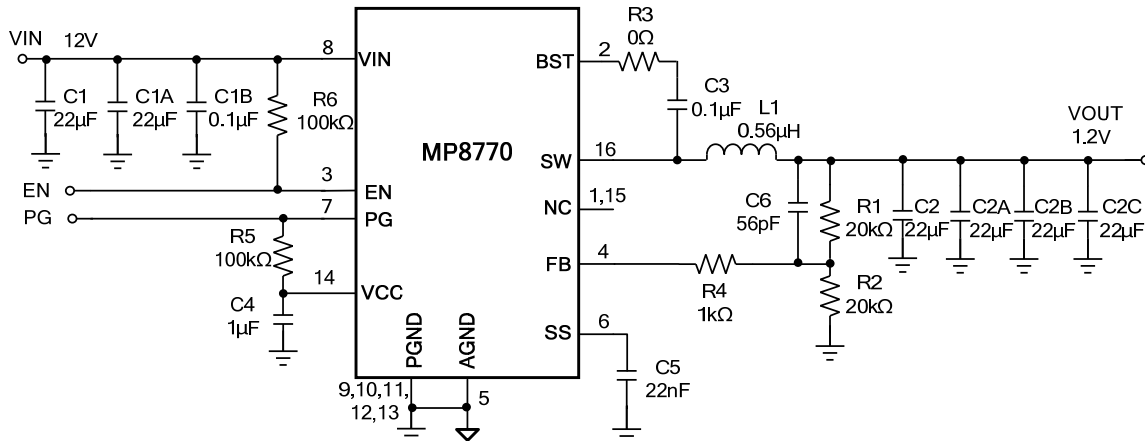 VIN 12V
C1
22µF
C1A
22µF
C1B
0.1µF
R6
100kΩ
EN
PG
R5
100kΩ
C4
1µF
8
VIN
3
EN
7
PG
14
VCC
MP8770
PGND
AGND
9,10,11,
12,13
5
BST
2
R3
0Ω
C3
0.1µF
L1
0.56µH
SW
16
NC
1,15
FB
4
R4
1kΩ
SS
6
C5
22nF
C6
56pF
R1
20kΩ
R2
20kΩ
C2
22µF
C2A
22µF
C2B
22µF
C2C
22µF
VOUT
1.2V